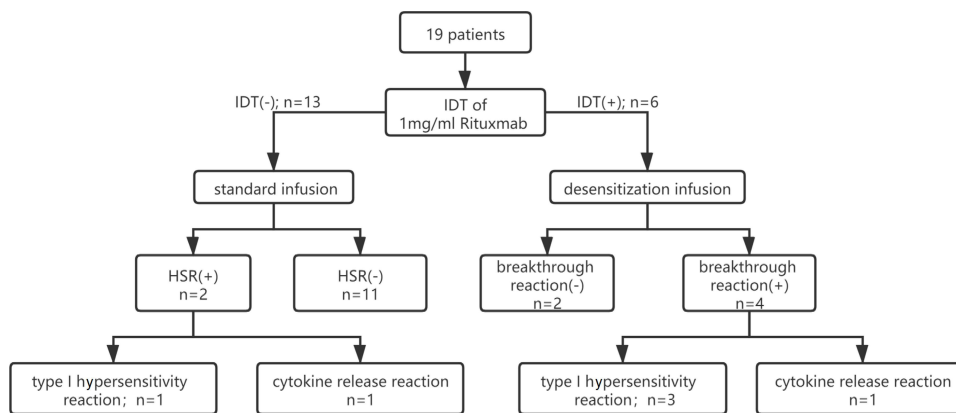 19 patients
IDT(-); n=13
IDT of
1mg/ml Rituxmab
IDT(+); n=6
standard infusion
desensitization infusion
HSR(+)
n=2
HSR(-)
n=11
breakthrough
reaction(-)
n=2
breakthrough
reaction(+)
n=4
type I hypersensitivity
reaction; n=1
cytokine release reaction
n=1
type I hypersensitivity
reaction; n=3
cytokine release reaction
n=1